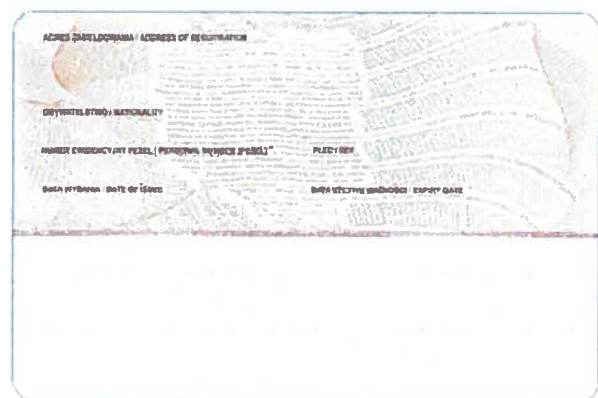 ADRES ZAMELDOWANIA / ADDRESS OF REGISTRATION
OBYWATELSTWO / NATIONALITY
NUMER EWIDENCYJNY PESEL / PERSONAL NUMBER (PESEL) PŁEĆ / SEX
DATA WYDANIA / DATE OF ISSUE DATA UPŁYWU WAŻNOŚCI / EXPIRY DATE